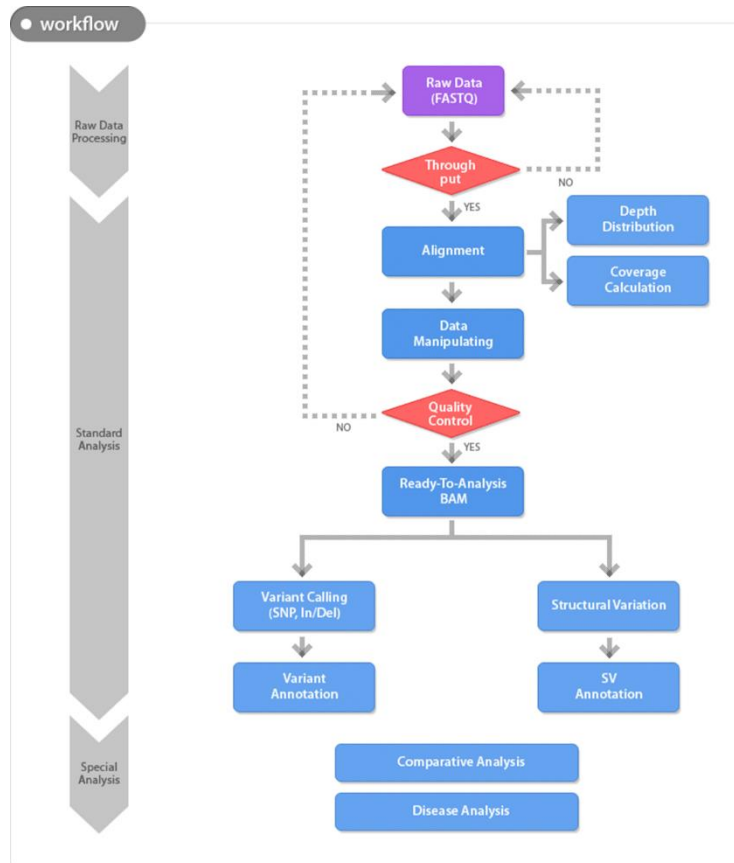 workflow
Raw Data
Processing
Raw Data
(FASTQ)
Through
put
NO
YES
Alignment
Depth
Distribution
Coverage
Calculation
Data
Manipulating
Standard
Analysis
Quality
Control
NO
YES
Ready-To-Analysis
BAM
Variant Calling
(SNP, In/Del)
Structural Variation
Variant
Annotation
SV
Annotation
Special
Analysis
Comparative Analysis
Disease Analysis